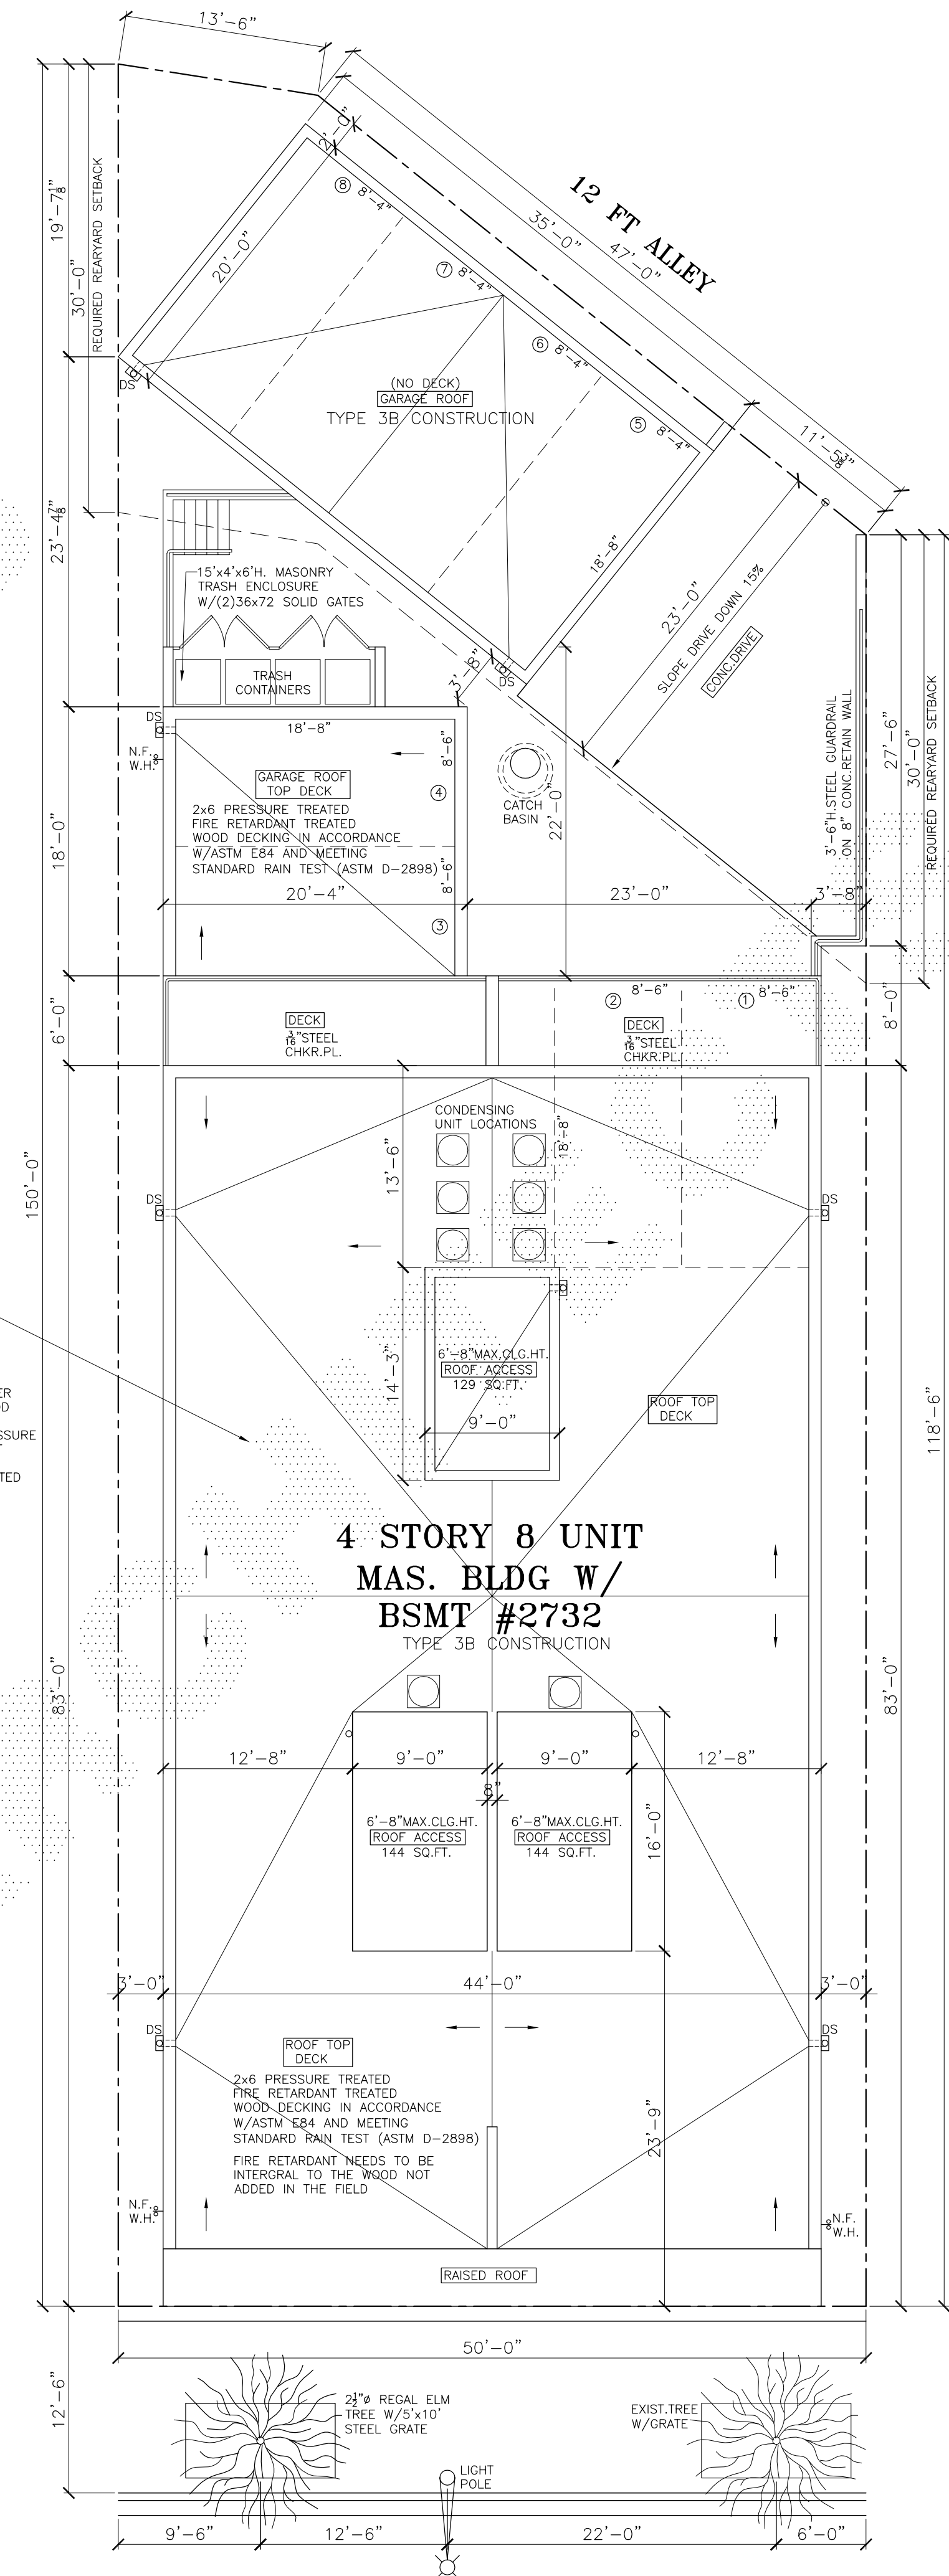 13'-6"
12 FT ALLEY
35'-0"
47'-0"
2'-0"
⑧ 8'-4"
⑦ 8'-4"
⑥ 8'-4"
⑤ 8'-4"
20'-0"
19'-7⅛"
30'-0"
REQUIRED REARYARD SETBACK
DS
(NO DECK)
GARAGE ROOF
TYPE 3B CONSTRUCTION
11'-5⅜"
18'-8"
23'-0"
SLOPE DRIVE DOWN 15%
CONC.DRIVE
23'-4⅞"
15'x4'x6'H. MASONRY
TRASH ENCLOSURE
W/(2)36x72 SOLID GATES
TRASH
CONTAINERS
3'-8"
DS
3'-6"H.STEEL GUARDRAIL
ON 8" CONC.RETAIN WALL
27'-6"
30'-0"
REQUIRED REARYARD SETBACK
DS
N.F.
W.H.
18'-8"
8'-6"
④
GARAGE ROOF
TOP DECK
2x6 PRESSURE TREATED
FIRE RETARDANT TREATED
WOOD DECKING IN ACCORDANCE
W/ASTM E84 AND MEETING
STANDARD RAIN TEST (ASTM D-2898)
8'-6"
③
CATCH
BASIN
22'-0"
18'-0"
20'-4"
23'-0"
3'-8"
6'-0"
DECK
3/16"STEEL
CHKR.PL.
② 8'-6"
① 8'-6"
DECK
3/16"STEEL
CHKR.PL.
8'-0"
CONDENSING
UNIT LOCATIONS
18'-8"
13'-6"
DS
DS
150'-0"
118'-6"
14'-3"
6'-8"MAX.CLG.HT.
ROOF ACCESS
129 SQ.FT.
9'-0"
ROOF TOP
DECK
ER
OD
SSURE
T
TED
4 STORY 8 UNIT
MAS. BLDG W/
BSMT #2732
TYPE 3B CONSTRUCTION
83'-0"
83'-0"
12'-8"
9'-0"
9'-0"
12'-8"
8"
6'-8"MAX.CLG.HT.
ROOF ACCESS
144 SQ.FT.
6'-8"MAX.CLG.HT.
ROOF ACCESS
144 SQ.FT.
16'-0"
3'-0"
44'-0"
3'-0"
DS
DS
ROOF TOP
DECK
2x6 PRESSURE TREATED
FIRE RETARDANT TREATED
WOOD DECKING IN ACCORDANCE
W/ASTM E84 AND MEETING
STANDARD RAIN TEST (ASTM D-2898)
FIRE RETARDANT NEEDS TO BE
INTERGRAL TO THE WOOD NOT
ADDED IN THE FIELD
23'-9"
N.F.
W.H.
N.F.
W.H.
RAISED ROOF
50'-0"
12'-6"
2½"ø REGAL ELM
TREE W/5'x10'
STEEL GRATE
EXIST.TREE
W/GRATE
LIGHT
POLE
9'-6"
12'-6"
22'-0"
6'-0"